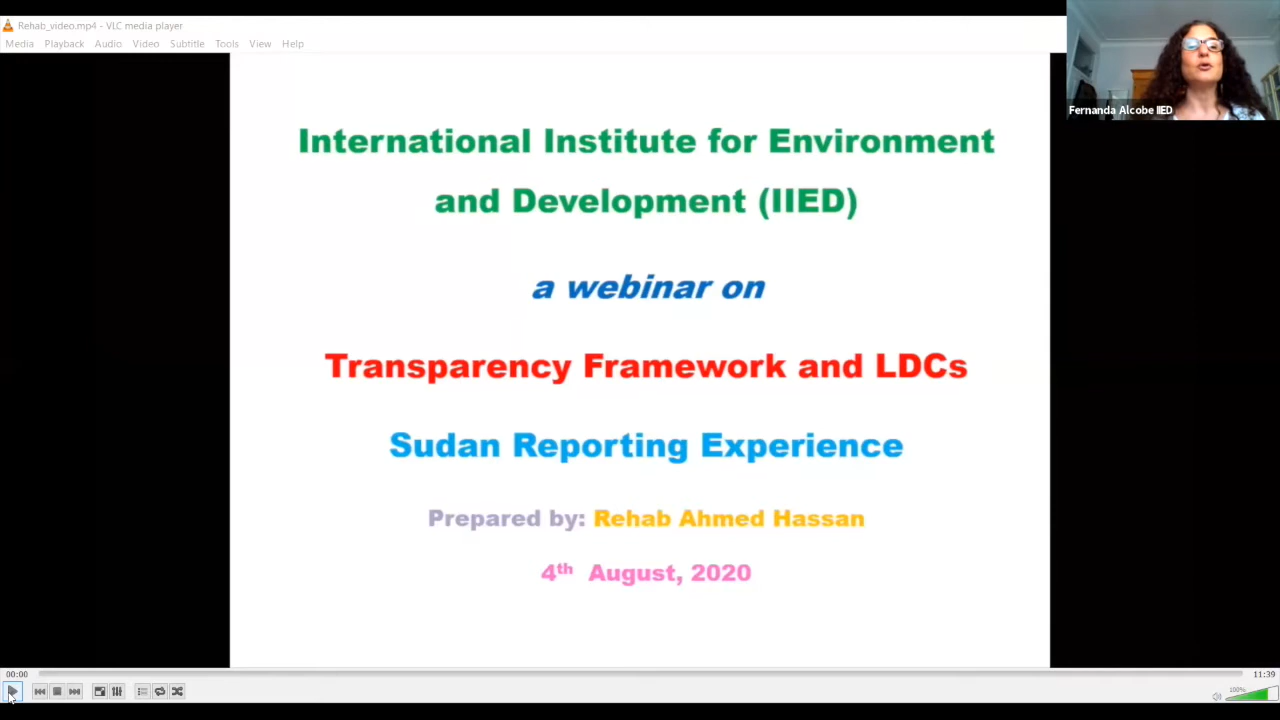 Rehab_video.mp4 - VLC media player
Media Playback Audio Video Subtitle Tools View Help
Fernanda Alcobe IIED
International Institute for Environment
and Development (IIED)
a webinar on
Transparency Framework and LDCs
Sudan Reporting Experience
Prepared by: Rehab Ahmed Hassan
4th August, 2020
00:00
11:39
100%